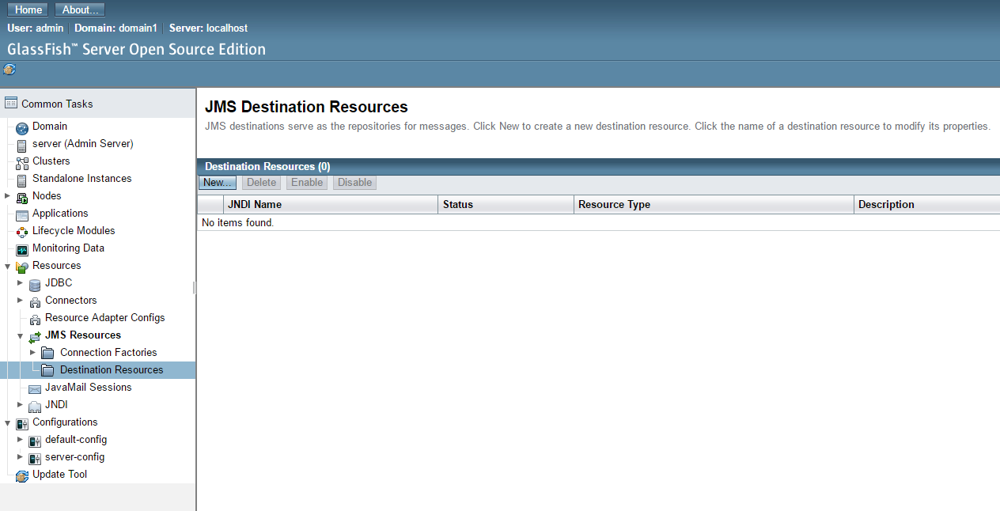 Home About...
User: admin Domain: domain1 Server: localhost
GlassFish™ Server Open Source Edition
Common Tasks
Domain
server (Admin Server)
Clusters
Standalone Instances
Nodes
Applications
Lifecycle Modules
Monitoring Data
Resources
JDBC
Connectors
Resource Adapter Configs
JMS Resources
Connection Factories
Destination Resources
JavaMail Sessions
JNDI
Configurations
default-config
server-config
Update Tool
JMS Destination Resources
JMS destinations serve as the repositories for messages. Click New to create a new destination resource. Click the name of a destination resource to modify its properties.
Destination Resources (0)
New... Delete Enable Disable
JNDI Name Status Resource Type Description
No items found.